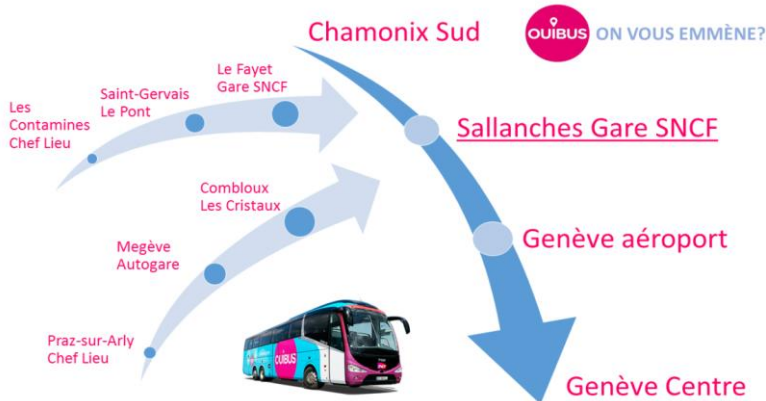 Chamonix Sud
OUIBUS
ON VOUS EMMÈNE?
Le Fayet
Gare SNCF
Saint-Gervais
Le Pont
Les
Contamines
Chef Lieu
Sallanches Gare SNCF
Combloux
Les Cristaux
Megève
Autogare
Genève aéroport
Praz-sur-Arly
Chef Lieu
OUIBUS
Genève Centre